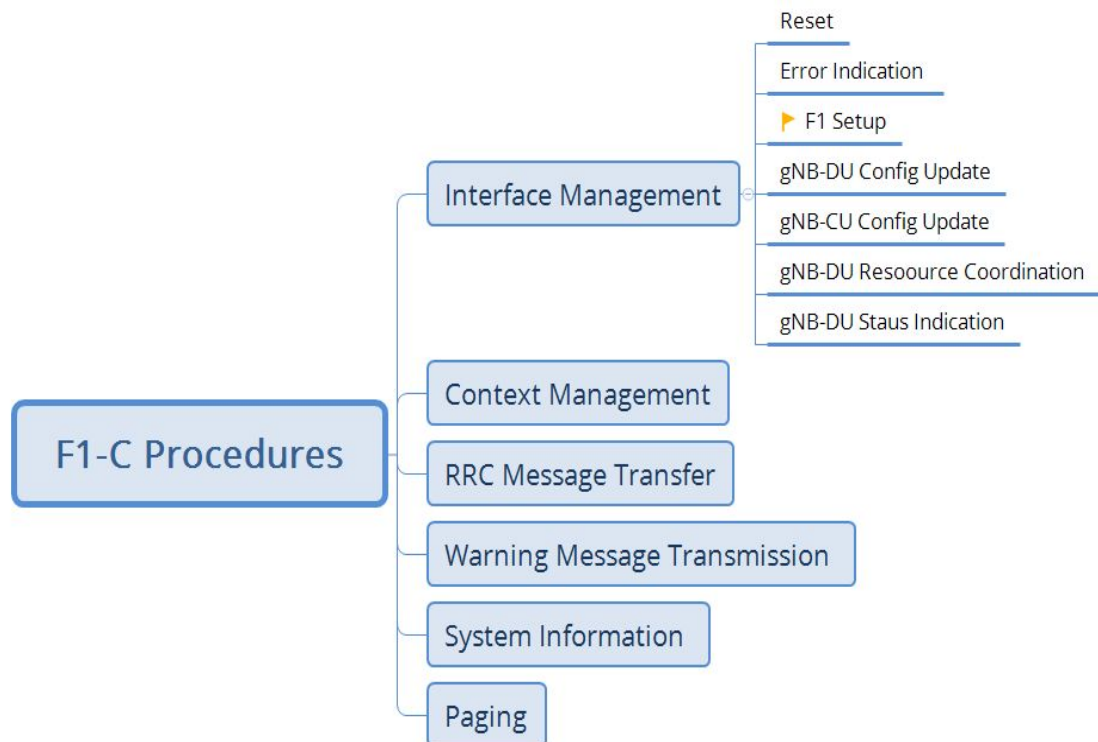 F1-C Procedures
Interface Management
Reset
Error Indication
F1 Setup
gNB-DU Config Update
gNB-CU Config Update
gNB-DU Resoource Coordination
gNB-DU Staus Indication
Context Management
RRC Message Transfer
Warning Message Transmission
System Information
Paging